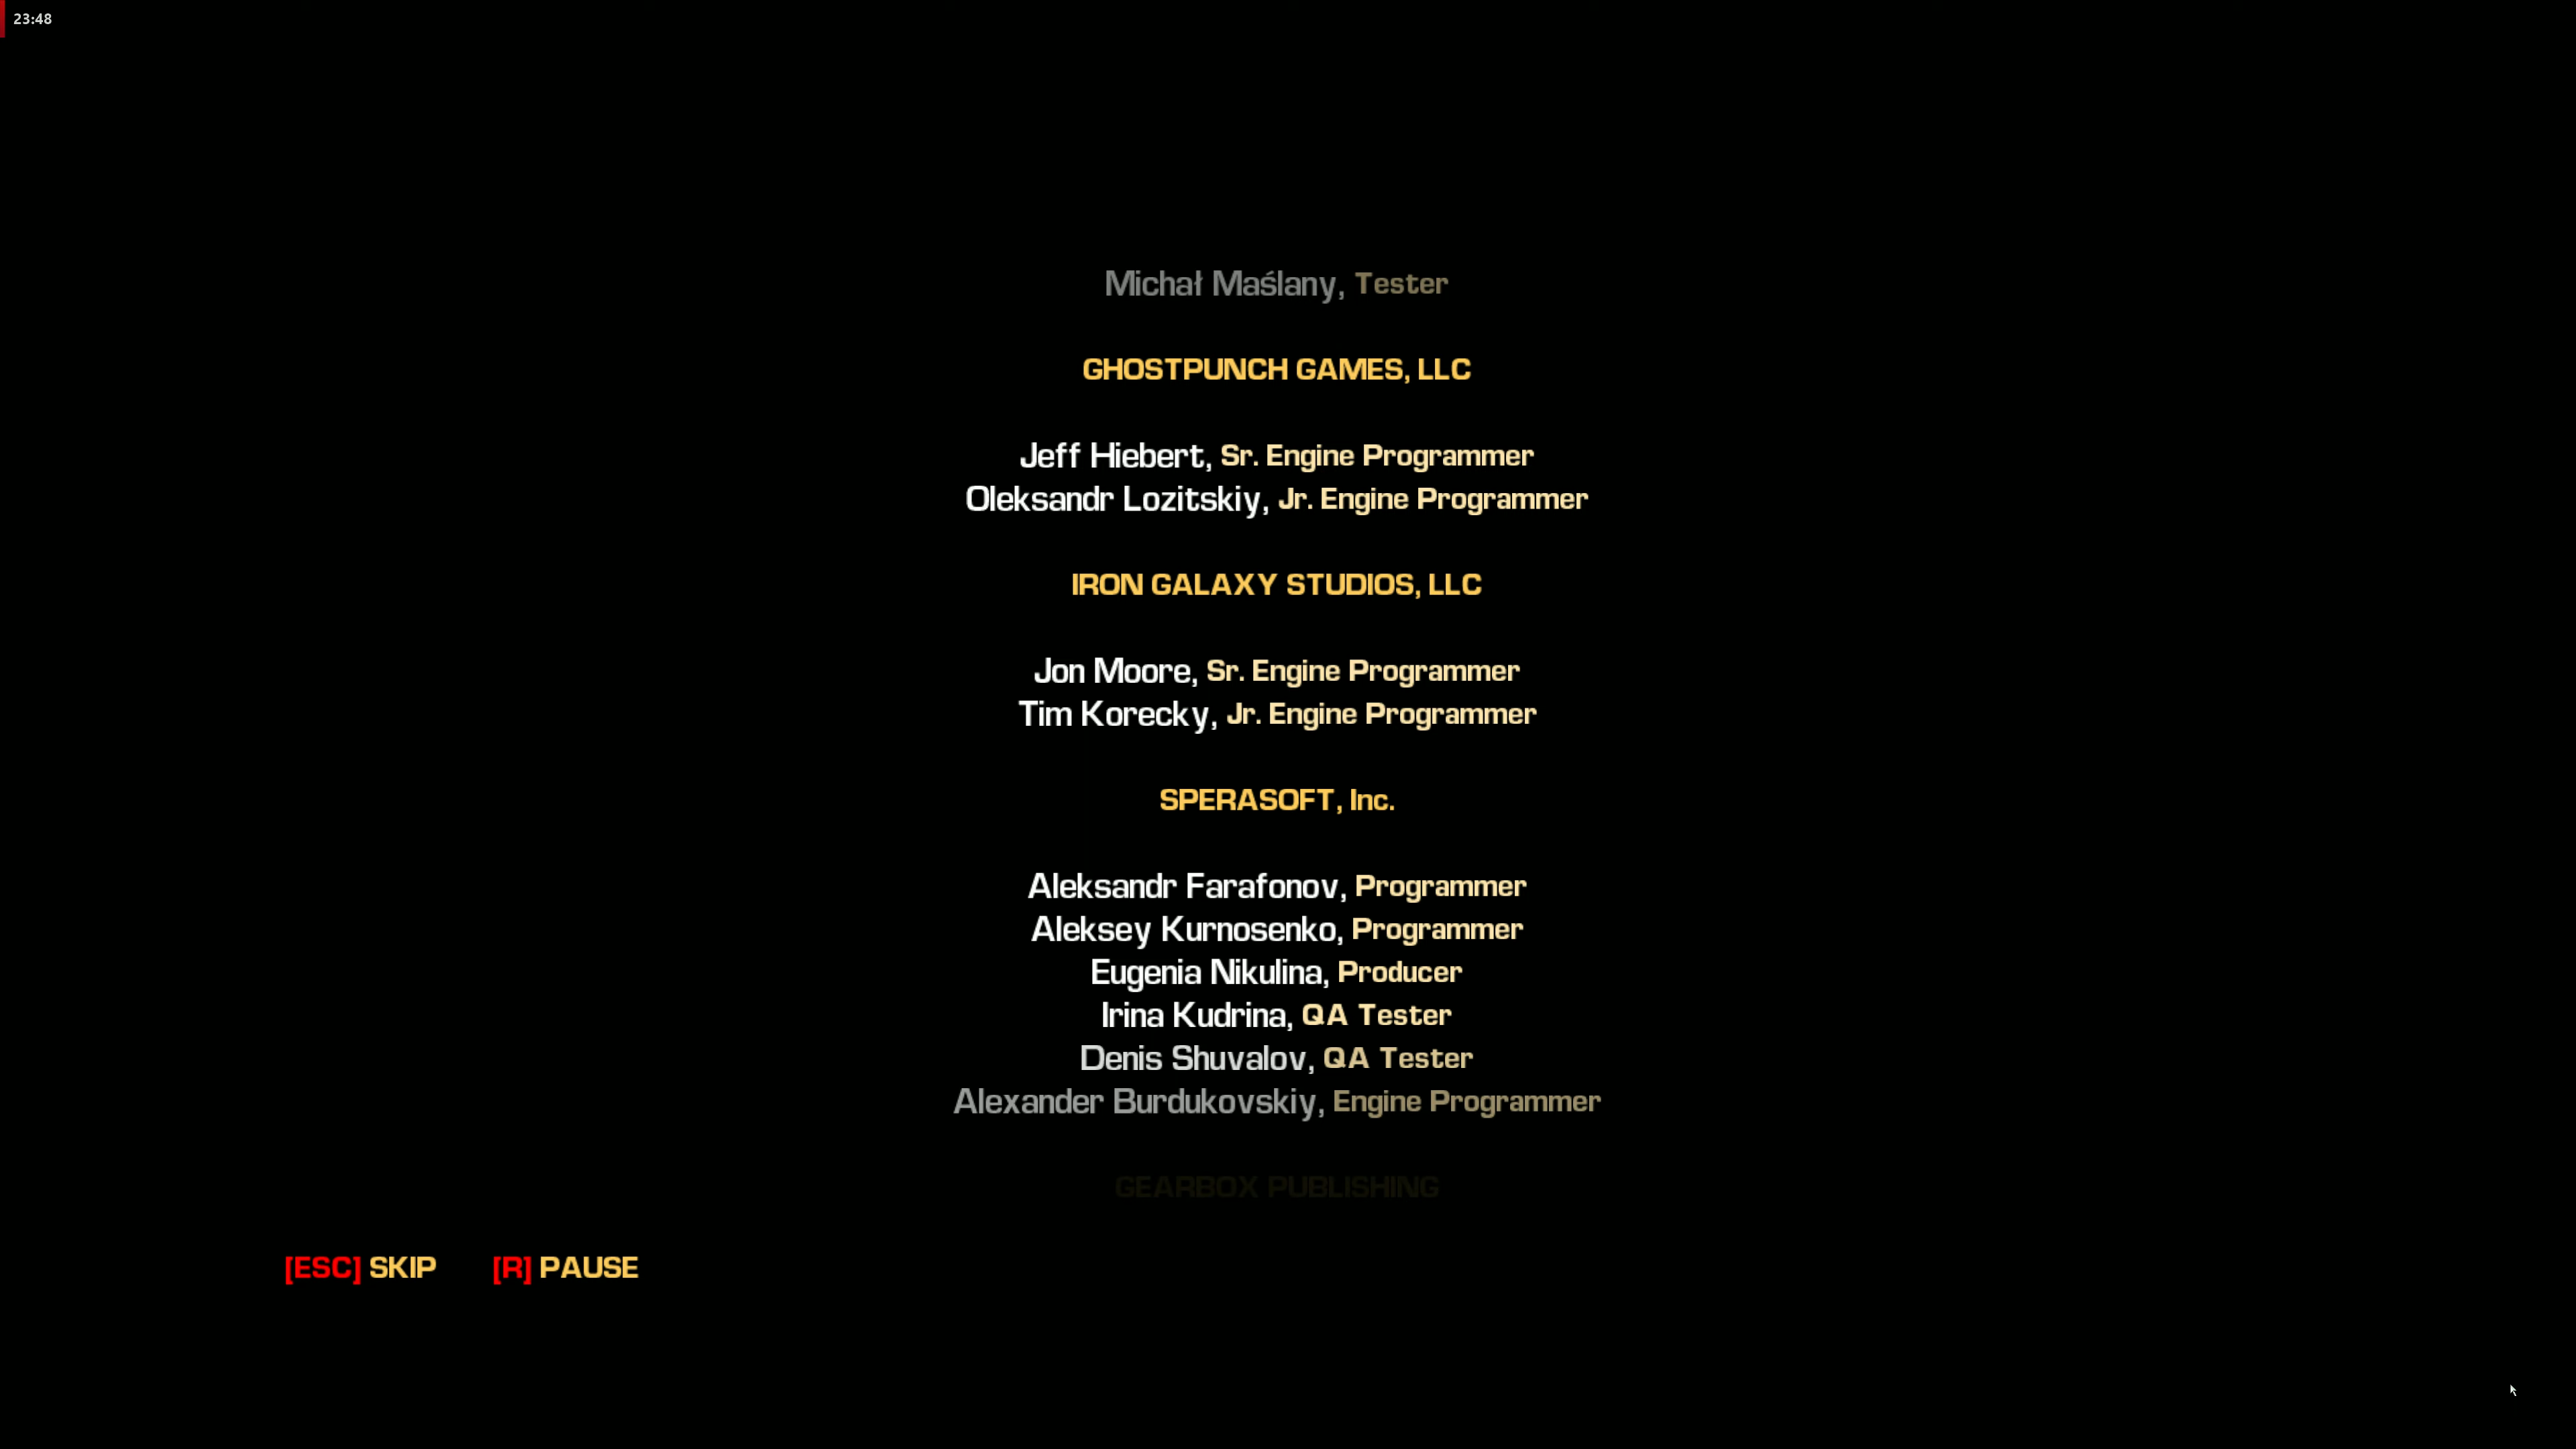 23:48
Michał Maślany, Tester
GHOSTPUNCH GAMES, LLC
Jeff Hiebert, Sr. Engine Programmer
Oleksandr Lozitskiy, Jr. Engine Programmer
IRON GALAXY STUDIOS, LLC
Jon Moore, Sr. Engine Programmer
Tim Korecky, Jr. Engine Programmer
SPERASOFT, Inc.
Aleksandr Farafonov, Programmer
Aleksey Kurnosenko, Programmer
Eugenia Nikulina, Producer
Irina Kudrina, QA Tester
Denis Shuvalov, QA Tester
Alexander Burdukovskiy, Engine Programmer
GEARBOX PUBLISHING
[ESC] SKIP [R] PAUSE